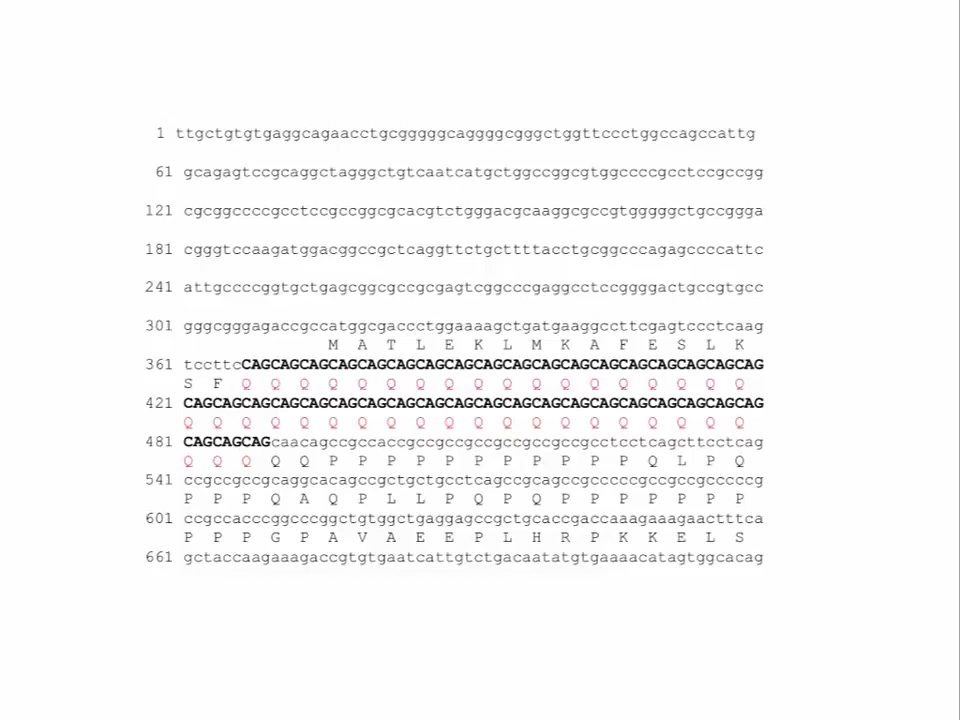 1 ttgctgtgtgaggcagaacctgcgggggcaggggcgggctggttccctggccagccattg
61 gcagagtccgcaggctagggctgtcaatcatgctggccggcgtggccccgcctccgccgg
121 cgcggccccgcctccgccggcgcacgtctgggacgcaaggcgccgtgggggctgccggga
181 cgggtccaagatggacggccgctcaggttctgcttttacctgcggcccagagccccattc
241 attgccccggtgctgagcggcgccgcgagtcggcccgaggcctccggggactgccgtgcc
301 gggcgggagaccgccatggcgaccctggaaaagctgatgaaggccttcgagtccctcaag
M A T L E K L M K A F E S L K
361 tccttcCAGCAGCAGCAGCAGCAGCAGCAGCAGCAGCAGCAGCAGCAGCAGCAGCAGCAG
S F Q Q Q Q Q Q Q Q Q Q Q Q Q Q Q Q Q Q
421 CAGCAGCAGCAGCAGCAGCAGCAGCAGCAGCAGCAGCAGCAGCAGCAGCAGCAGCAGCAG
Q Q Q Q Q Q Q Q Q Q Q Q Q Q Q Q Q Q Q Q
481 CAGCAGCAGcaacagccgccaccgccgccgccgccgccgccgcctcctcagcttcctcag
Q Q Q Q Q P P P P P P P P P P P Q L P Q
541 ccgccgccgcaggcacagccgctgctgcctcagccgcagccgcccccgccgccgcccccg
P P P Q A Q P L L P Q P Q P P P P P P P
601 ccgccacccggcccggctgtggctgaggagccgctgcaccgaccaaagaaagaactttca
P P P G P A V A E E P L H R P K K E L S
661 gctaccaagaaagaccgtgtgaatcattgtctgacaatatgtgaaaacatagtggcacag